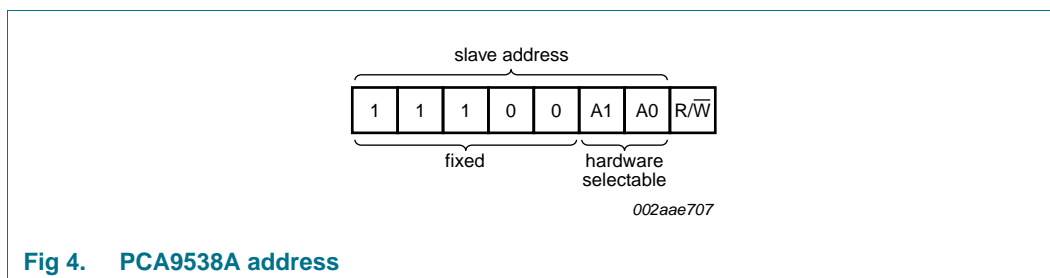 slave address
1 1 1 0 0 A1 A0 R/W̅
fixed
hardware
selectable
002aae707
Fig 4. PCA9538A address